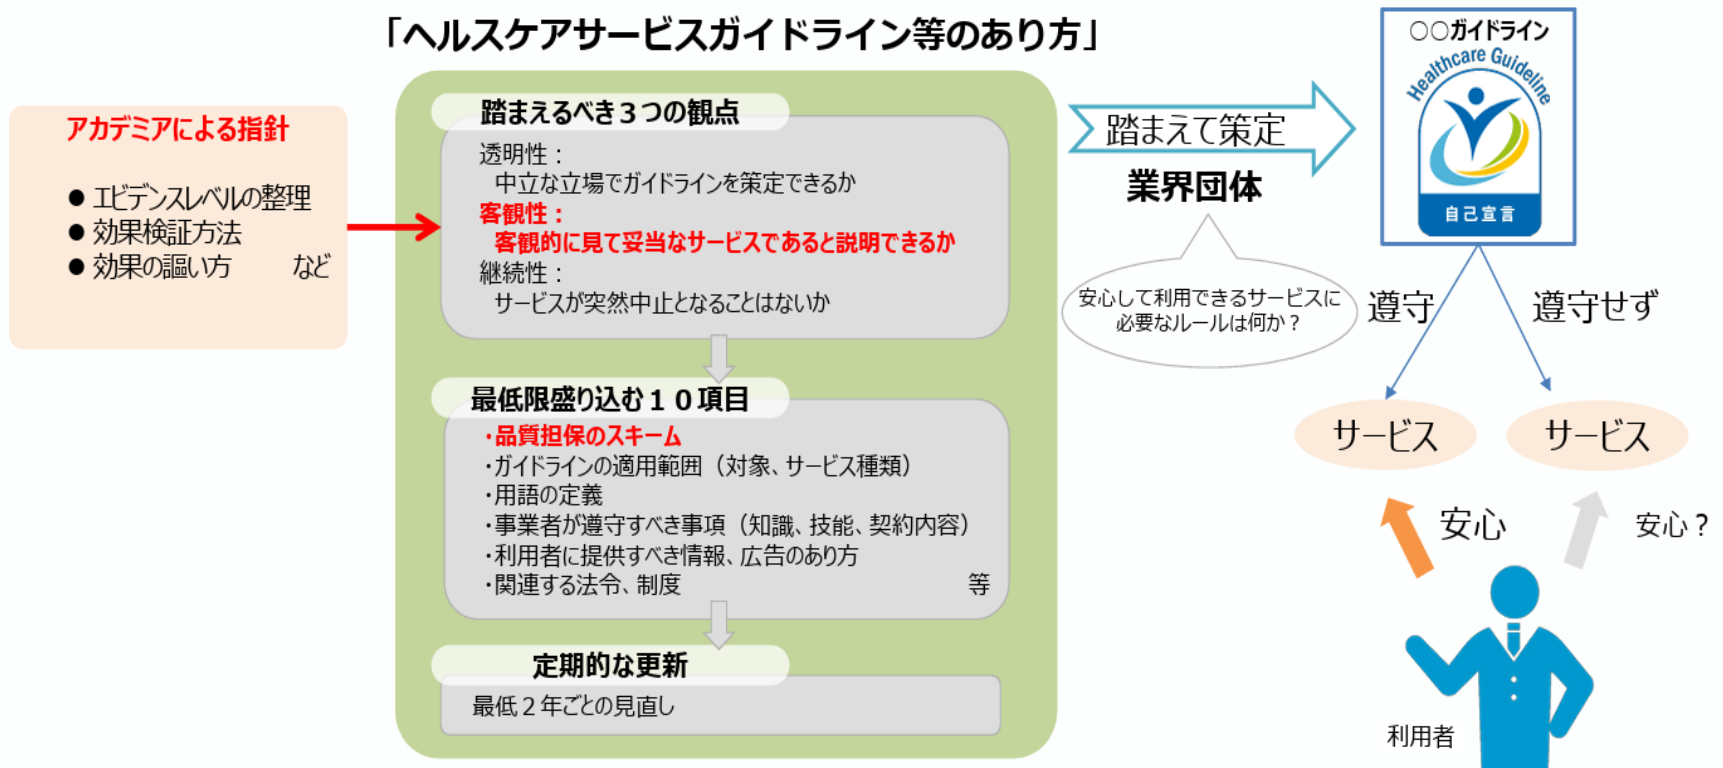 「ヘルスケアサービスガイドライン等のあり方」
アカデミアによる指針
● エビデンスレベルの整理
● 効果検証方法
● 効果の謳い方 など
踏まえるべき３つの観点
透明性：
中立な立場でガイドラインを策定できるか
客観性：
客観的に見て妥当なサービスであると説明できるか
継続性：
サービスが突然中止となることはないか
最低限盛り込む１０項目
・品質担保のスキーム
・ガイドラインの適用範囲（対象、サービス種類）
・用語の定義
・事業者が遵守すべき事項（知識、技能、契約内容）
・利用者に提供すべき情報、広告のあり方
・関連する法令、制度 等
定期的な更新
最低２年ごとの見直し
踏まえて策定
業界団体
安心して利用できるサービスに
必要なルールは何か？
○○ガイドライン
Healthcare Guideline
自己宣言
遵守
遵守せず
サービス
サービス
安心
安心？
利用者